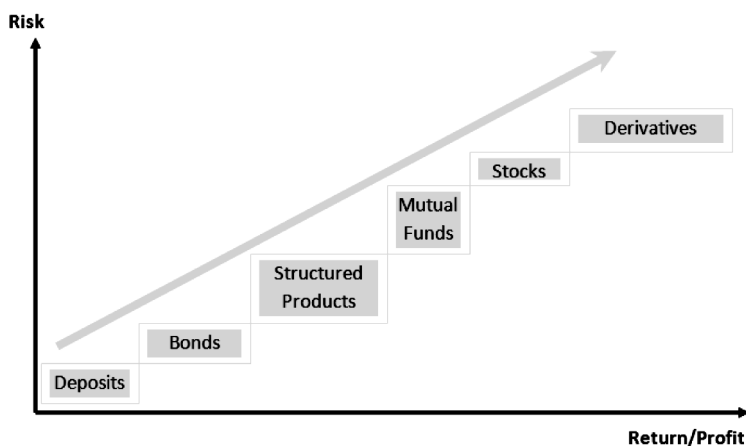 Risk
Derivatives
Stocks
Mutual
Funds
Structured
Products
Bonds
Deposits
Return/Profit